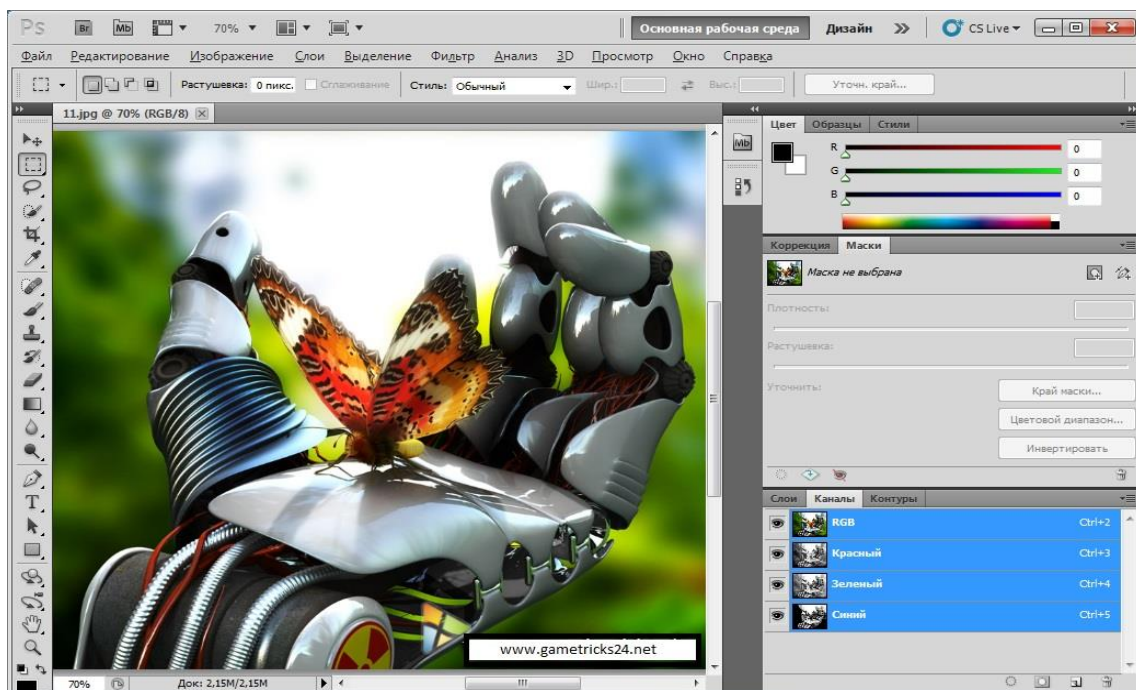 Ps Br Mb 70% Основная рабочая среда Дизайн CS Live
Файл Редактирование Изображение Слои Выделение Фильтр Анализ 3D Просмотр Окно Справка
Растушевка: 0 пикс. Сглаживание Стиль: Обычный Шир.: Выс.: Уточн. край...
11.jpg @ 70% (RGB/8)
Mb
Цвет Образцы Стили
R 0
G 0
B 0
Коррекция Маски
Маска не выбрана
Плотность:
Растушевка:
Уточнить:
Край маски...
Цветовой диапазон...
Инвертировать
Слои Каналы Контуры
RGB Ctrl+2
Красный Ctrl+3
Зеленый Ctrl+4
Синий Ctrl+5
www.gametricks24.net
70% Док: 2,15M/2,15M